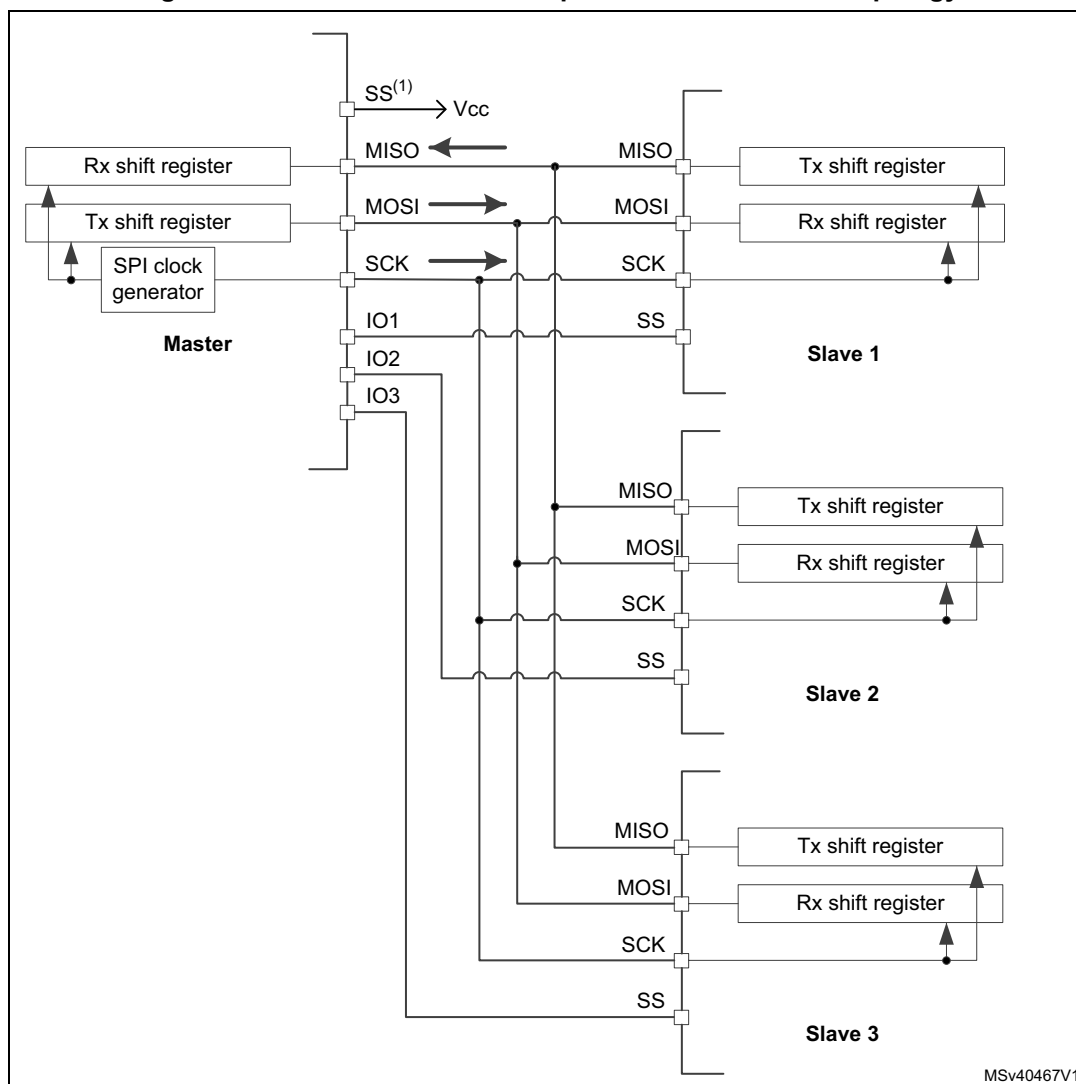 SS(1)
Vcc
MISO
MISO
Rx shift register
Tx shift register
MOSI
MOSI
Tx shift register
Rx shift register
SCK
SCK
SPI clock
generator
IO1
SS
Master
Slave 1
IO2
IO3
MISO
Tx shift register
MOSI
Rx shift register
SCK
SS
Slave 2
MISO
Tx shift register
MOSI
Rx shift register
SCK
SS
Slave 3
MSv40467V1